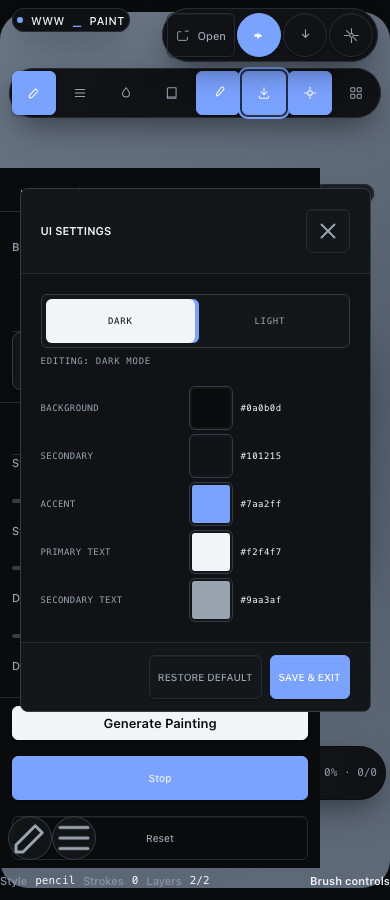 WWW _ PAINT
Open
UI SETTINGS
DARK LIGHT
EDITING: DARK MODE
B
BACKGROUND #0a0b0d
SECONDARY #101215
S
ACCENT #7aa2ff
S
PRIMARY TEXT #f2f4f7
D
SECONDARY TEXT #9aa3af
D
RESTORE DEFAULT SAVE & EXIT
Generate Painting
0% · 0/0
Stop
Reset
Style pencil Strokes 0 Layers 2/2 Brush controls